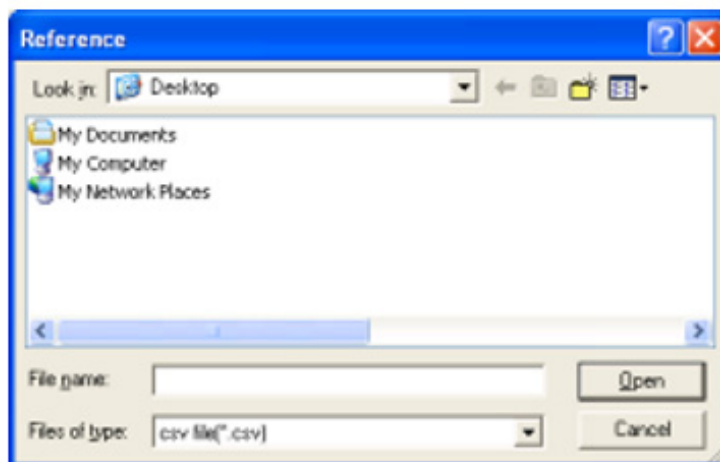 Reference
Look in: Desktop
My Documents
My Computer
My Network Places
File name: Open
Files of type: csv file(*.csv) Cancel